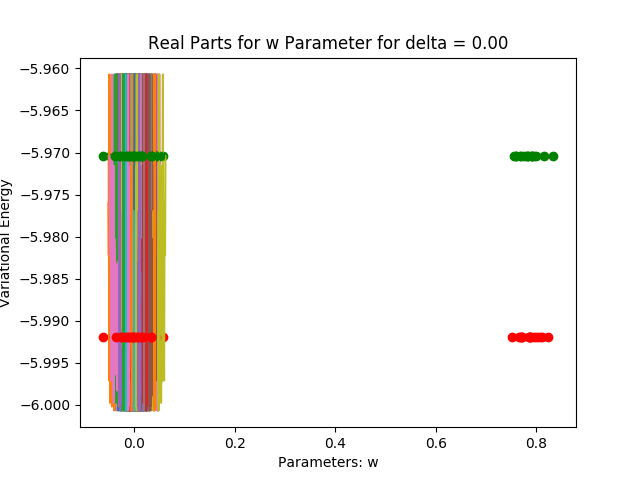 Real Parts for w Parameter for delta = 0.00
Variational Energy
−5.960
−5.965
−5.970
−5.975
−5.980
−5.985
−5.990
−5.995
−6.000
0.0 0.2 0.4 0.6 0.8
Parameters: w